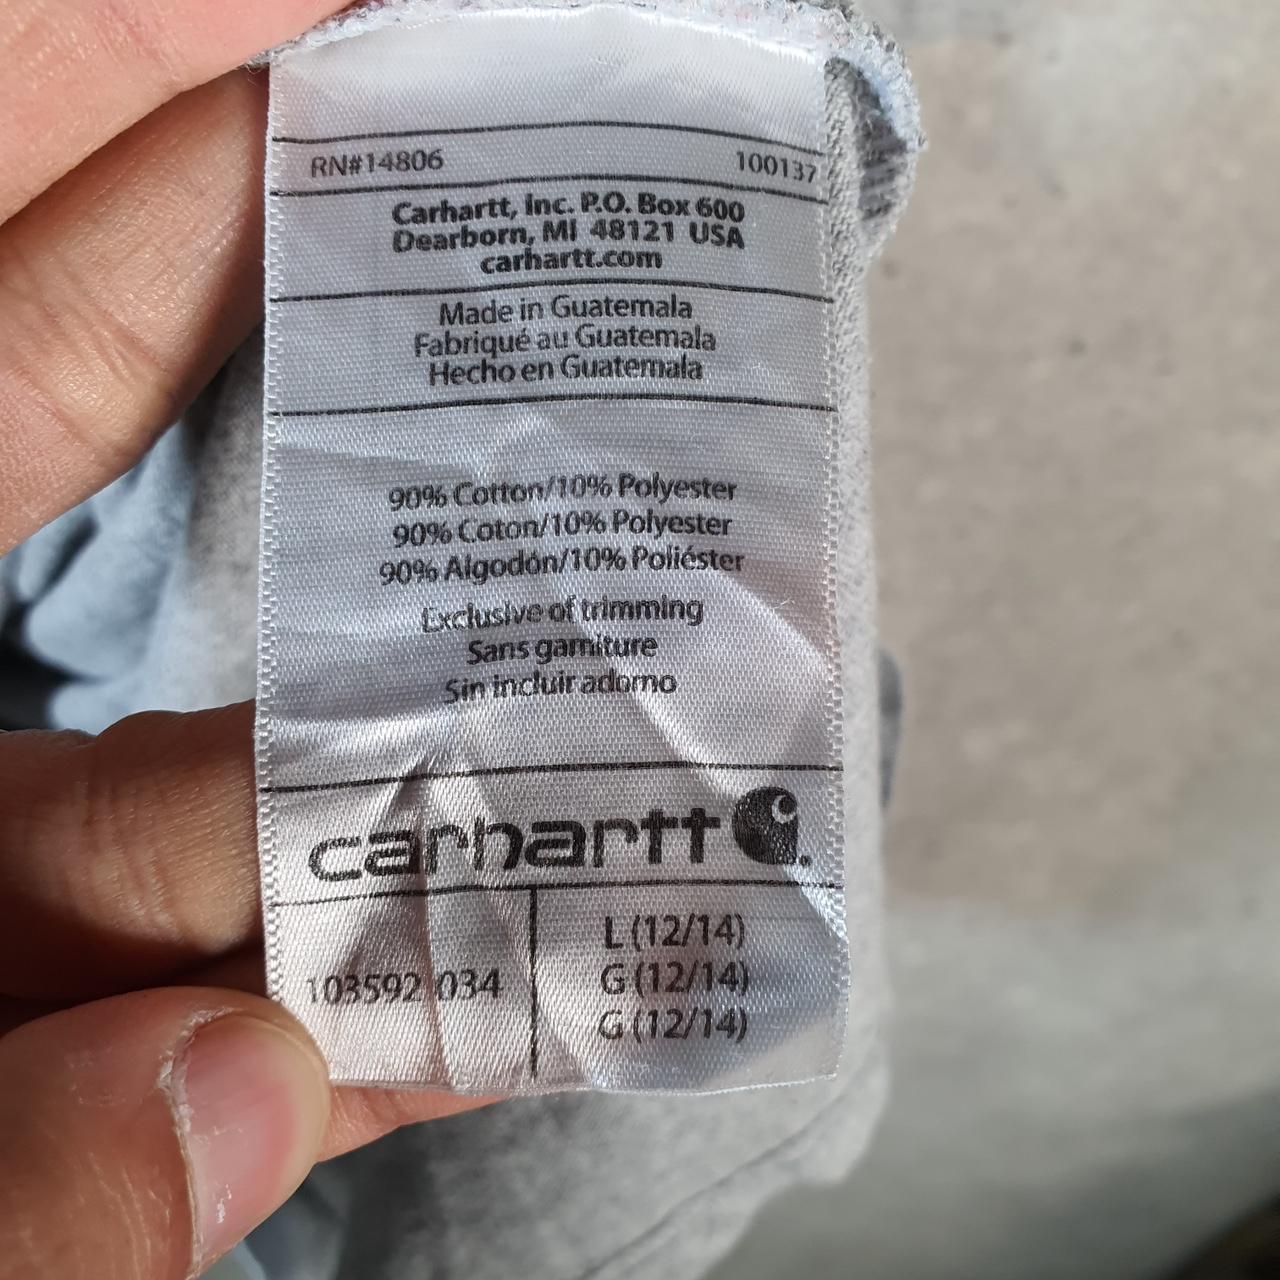 RN#14806 100137
Carhartt, Inc. P.O. Box 600
Dearborn, MI 48121 USA
carhartt.com
Made in Guatemala
Fabriqué au Guatemala
Hecho en Guatemala
90% Cotton/10% Polyester
90% Coton/10% Polyester
90% Algodón/10% Poliéster
Exclusive of trimming
Sans garniture
Sin incluir adorno
carhartt
103592 034
L (12/14)
G (12/14)
G (12/14)